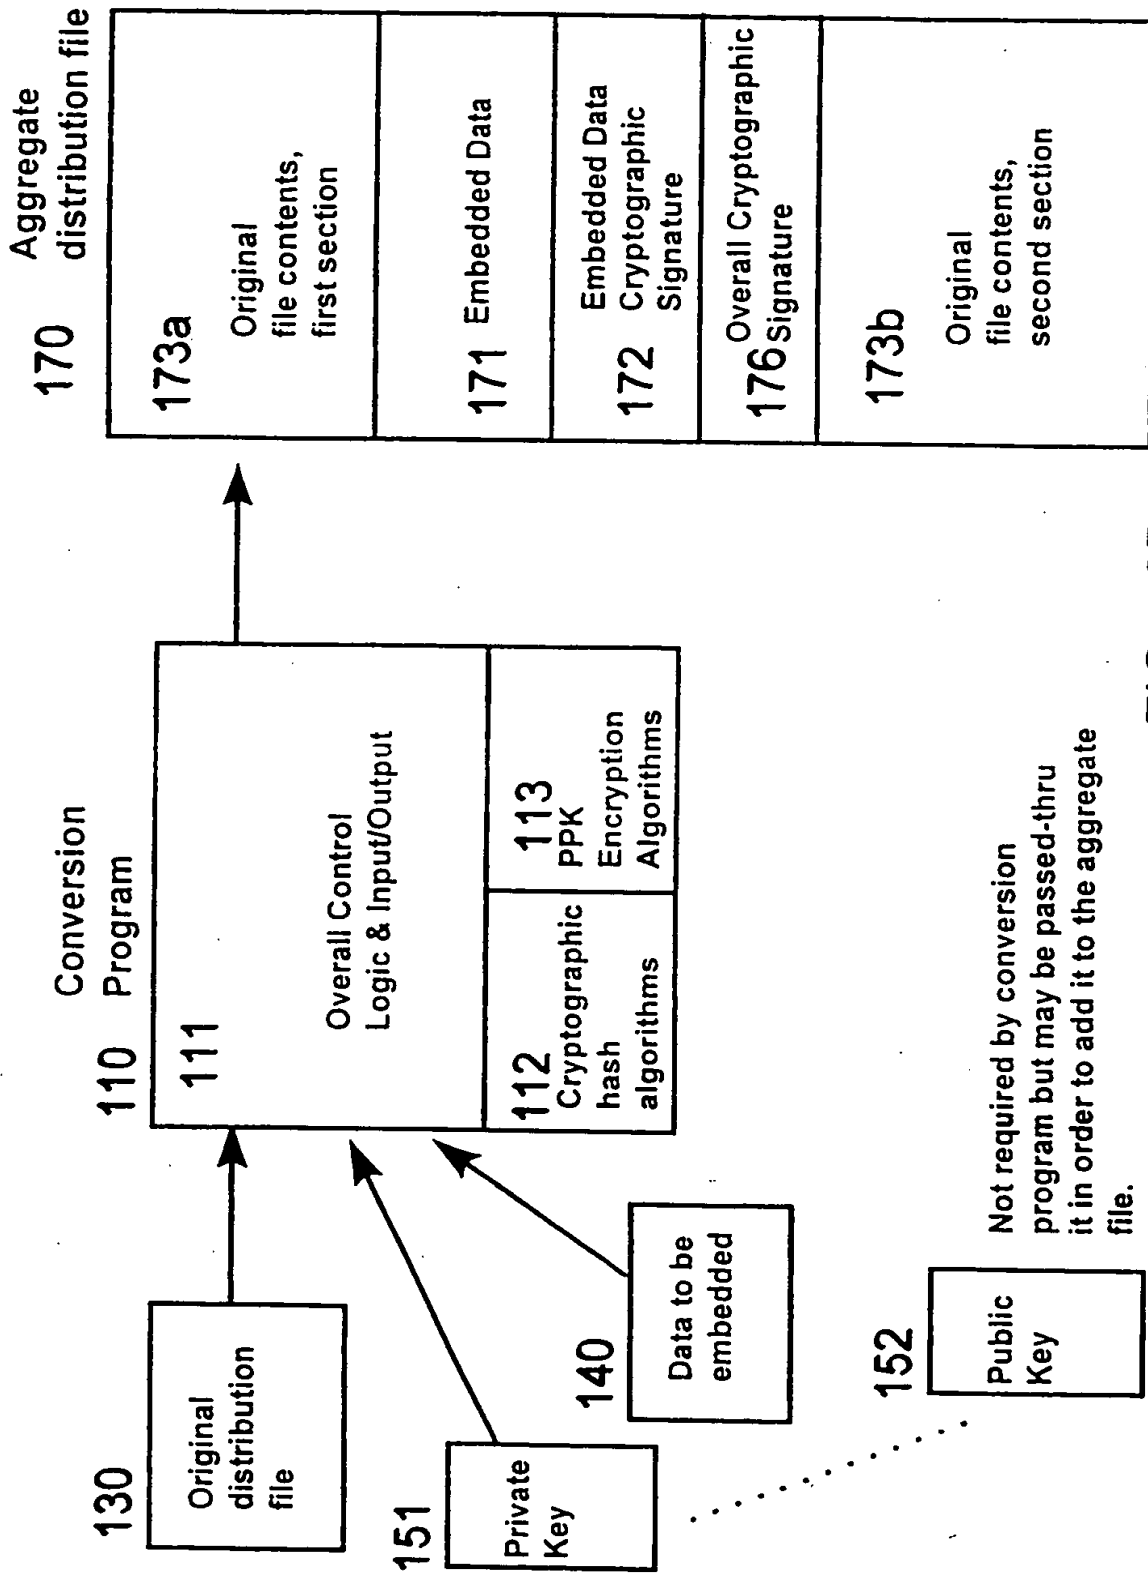 130
Original
distribution
file
151
Private
Key
140
Data to be
embedded
152
Public
Key
Not required by conversion
program but may be passed-thru
it in order to add it to the aggregate
file.
Conversion
110 Program
111
Overall Control
Logic & Input/Output
112
Cryptographic
hash
algorithms
113
PPK
Encryption
Algorithms
170 Aggregate
distribution file
173a
Original
file contents,
first section
171 Embedded Data
Embedded Data
172 Cryptographic
Signature
Overall Cryptographic
176 Signature
173b
Original
file contents,
second section